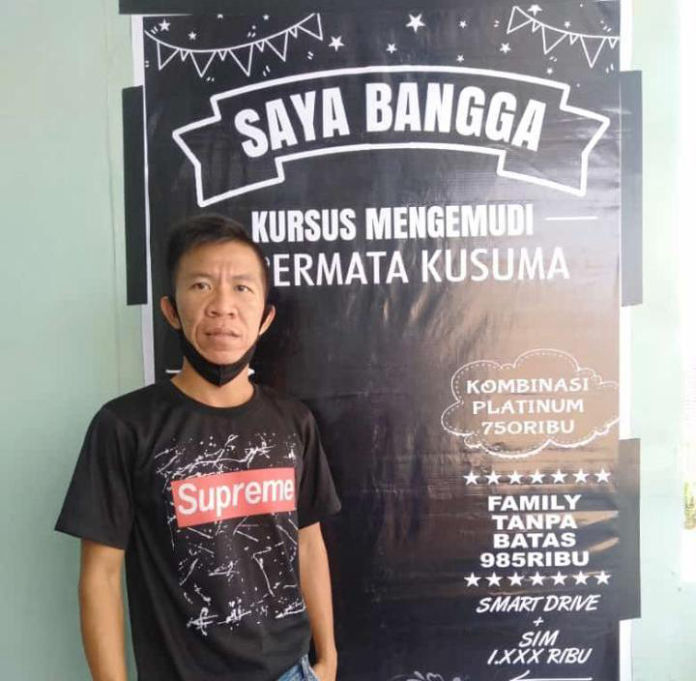 SAYA BANGGA
KURSUS MENGEMUDI
PERMATA KUSUMA
KOMBINASI
PLATINUM
750RIBU
FAMILY
TANPA
BATAS
985RIBU
SMART DRIVE
+
SIM
1.XXX RIBU
Supreme